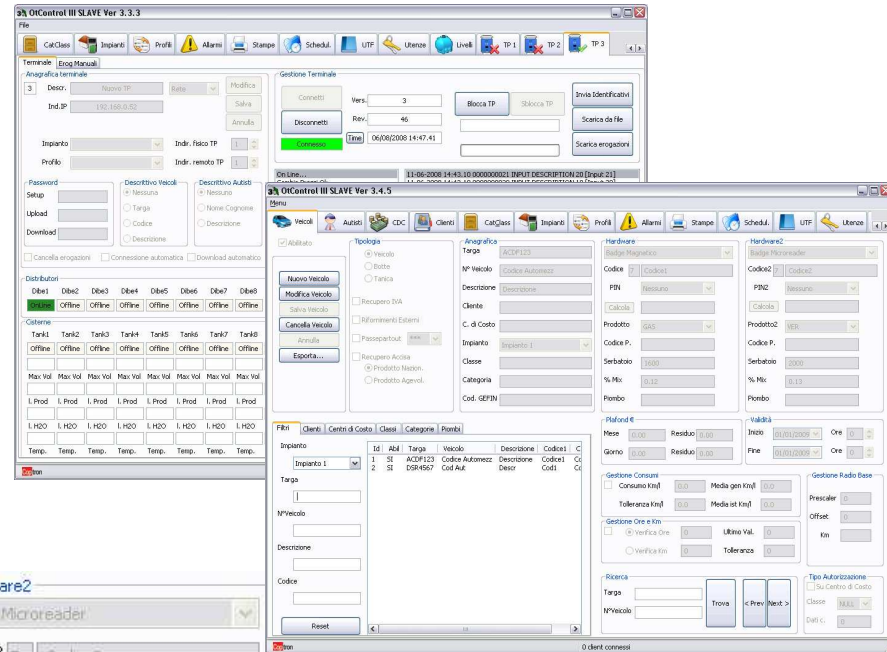 OtControl III SLAVE Ver 3.3.3
File
CatClass Impianti Profili Allarmi Stampe Schedul. UTF Utenze Livelli TP 1 TP 2 TP 3
Terminale Erog Manuali
Anagrafica terminale
3 Descr. Nuovo TP Rete Modifica
Ind.IP 192.168.0.52 Salva
Annulla
Impianto Indir. fisico TP 1
Profilo Indir. remoto TP 1
Password Descrittivo Veicoli Descrittivo Autisti
Setup Nessuna Nessuno
Targa Nome Cognome
Upload Codice Descrizione
Download Descrizione
Cancella erogazioni Connessione automatica Download automatico
Distributori
Dibe1 Dibe2 Dibe3 Dibe4 Dibe5 Dibe6 Dibe7 Dibe8
OnLine Offline Offline Offline Offline Offline Offline Offline
Cisterne
Tank1 Tank2 Tank3 Tank4 Tank5 Tank6 Tank7 Tank8
Offline Offline Offline Offline Offline Offline Offline Offline
Max Vol Max Vol Max Vol Max Vol Max Vol Max Vol Max Vol Max Vol
l. Prod l. Prod l. Prod l. Prod l. Prod l. Prod l. Prod l. Prod
l. H2O l. H2O l. H2O l. H2O l. H2O l. H2O l. H2O l. H2O
Temp. Temp. Temp. Temp. Temp. Temp. Temp. Temp.
Gestione Terminale
Connetti Vers. 3 Blocca TP Sblocca TP Invia Identificativi
Disconnetti Rev. 46 Scarica da file
Connesso Time 06/08/2008 14:47.41 Scarica erogazioni
On Line... 11-06-2008 14:43.10 0000000021 INPUT DESCRIPTION 20 [Input 21]
OtControl III SLAVE Ver 3.4.5
Menu
Veicoli Autisti CDC Clienti CatClass Impianti Profili Allarmi Stampe Schedul. UTF Utenze
Abilitato
Nuovo Veicolo
Modifica Veicolo
Salva Veicolo
Cancella Veicolo
Annulla
Esporta...
Tipologia
Veicolo
Botte
Tanica
Recupero IVA
Rifornimenti Esterni
Passepartout ***
Recupero Accisa
Prodotto Nazion.
Prodotto Agevol.
Anagrafica
Targa ACDF123
N° Veicolo Codice Automezz
Descrizione Descrizione
Cliente
C. di Costo
Impianto Impianto 1
Classe
Categoria
Cod. GEFIN
Hardware
Badge Magnetico
Codice 7 Codice1
PIN Nessuno
Calcola
Prodotto GAS
Codice P.
Serbatoio 1600
% Mix 0.12
Piombo
Hardware2
Badge Microreader
Codice2 7 Codice2
PIN2 Nessuno
Calcola
Prodotto2 VER
Codice P.
Serbatoio 2000
% Mix 0.13
Piombo
Filtri Clienti Centri di Costo Classi Categorie Piombi
Impianto
Impianto 1
Targa
N°Veicolo
Descrizione
Codice
Reset
Id Abil Targa Veicolo Descrizione Codice1 C
1 SI ACDF123 Codice Automezz Descrizione Codice1 Co
2 SI DSR4567 Cod Aut Descr Cod1 Co
Plafond €
Mese 0.00 Residuo 0.00
Giorno 0.00 Residuo 0.00
Validità
Inizio 01/01/2009 Ore 0
Fine 01/01/2009 Ore 0
Gestione Consumi
Consumo Km/l 0.0 Media gen Km/l 0.0
Tolleranza Km/l 0.0 Media ist Km/l 0.0
Gestione Ore e Km
Verifica Ore 0 Ultimo Val. 0
Verifica Km 0 Tolleranza 0
Gestione Radio Base
Prescaler 0
Offset 0
Km 0
Ricerca
Targa
N°Veicolo
Trova < Prev Next >
Tipo Autorizzazione
Su Centro di Costo
Classe NULL
Dati c. 0
0 client connessi
are2
Microreader